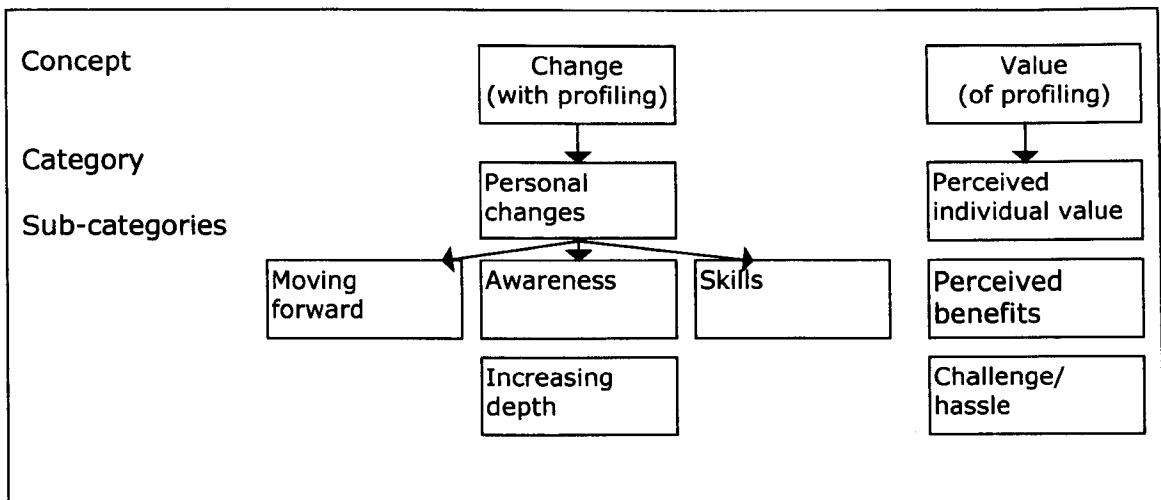 Concept
Change
(with profiling)
Value
(of profiling)
Category
Personal
changes
Perceived
individual value
Sub-categories
Moving
forward
Awareness
Skills
Perceived
benefits
Increasing
depth
Challenge/
hassle